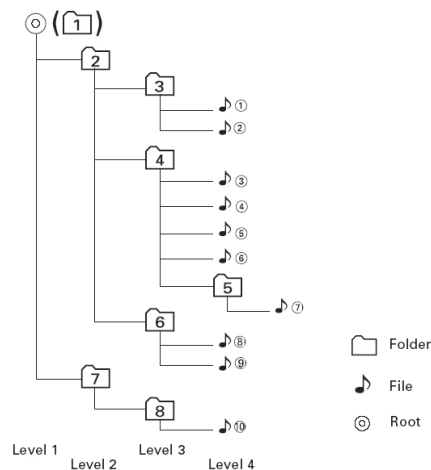 (1)
2
3
①
②
4
③
④
⑤
⑥
5
⑦
6
⑧
⑨
7
8
⑩
Folder
File
Root
Level 1
Level 2
Level 3
Level 4